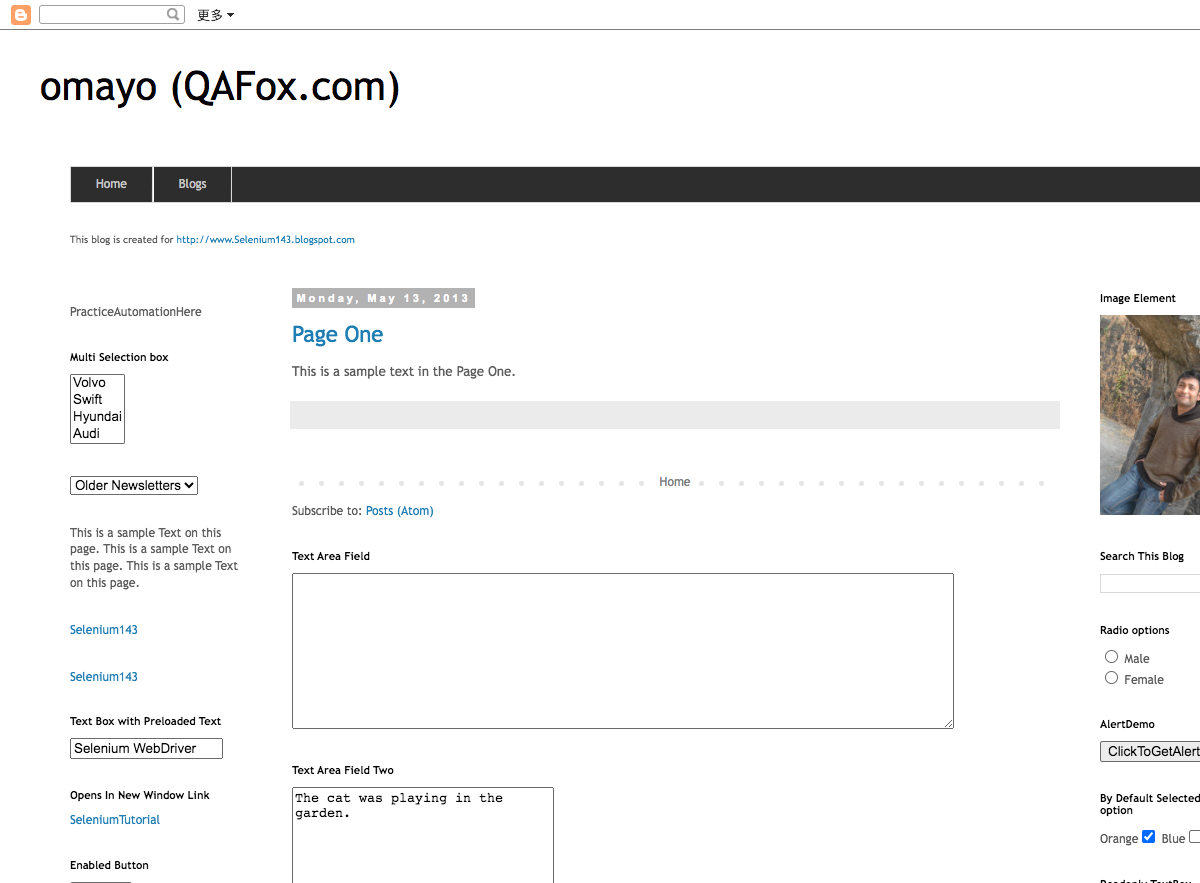 更多
omayo (QAFox.com)
Home
Blogs
This blog is created for http://www.Selenium143.blogspot.com
PracticeAutomationHere
Multi Selection box
Volvo
Swift
Hyundai
Audi
Older Newsletters
This is a sample Text on this
page. This is a sample Text on
this page. This is a sample Text
on this page.
Selenium143
Selenium143
Text Box with Preloaded Text
Selenium WebDriver
Opens In New Window Link
SeleniumTutorial
Enabled Button
Monday, May 13, 2013
Page One
This is a sample text in the Page One.
Home
Subscribe to: Posts (Atom)
Text Area Field
Text Area Field Two
The cat was playing in the
garden.
Image Element
Search This Blog
Radio options
Male
Female
AlertDemo
ClickToGetAlert
By Default Selected
option
Orange
Blue